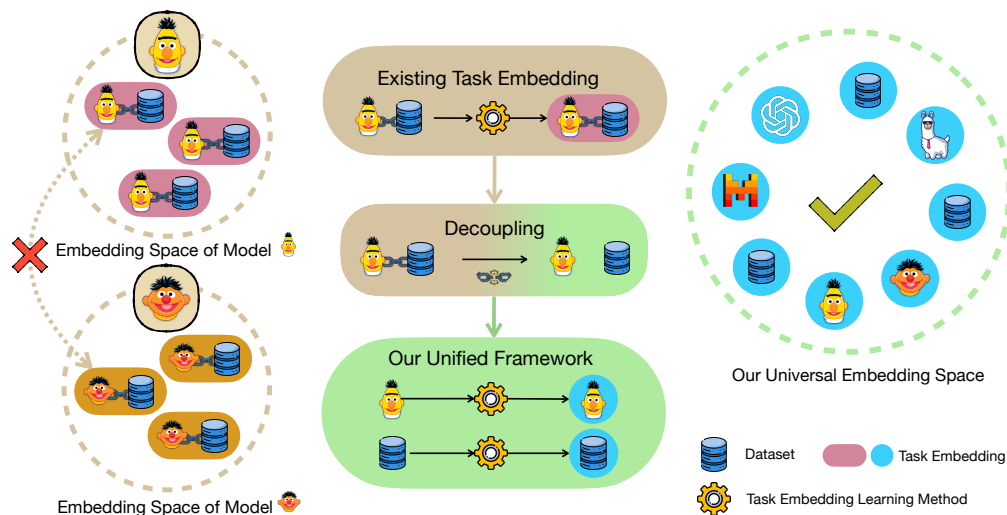 Embedding Space of Model
Embedding Space of Model
Existing Task Embedding
Decoupling
Our Unified Framework
Our Universal Embedding Space
Dataset
Task Embedding
Task Embedding Learning Method